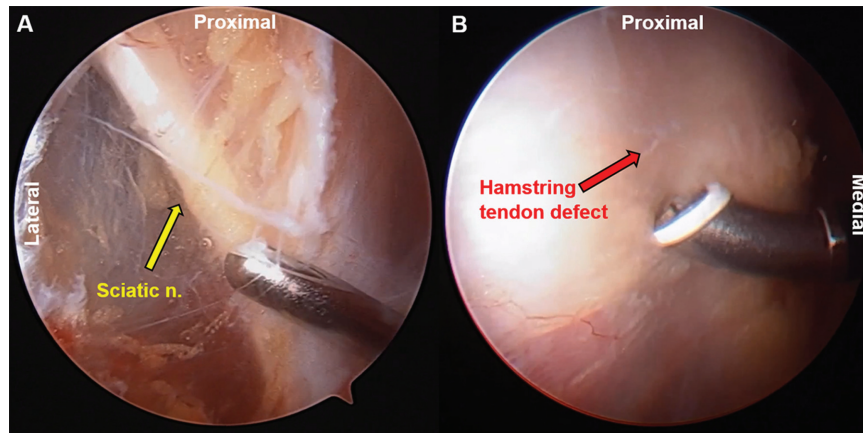 A
Proximal
Lateral
Sciatic n.
B
Proximal
Hamstring
tendon defect
Medial